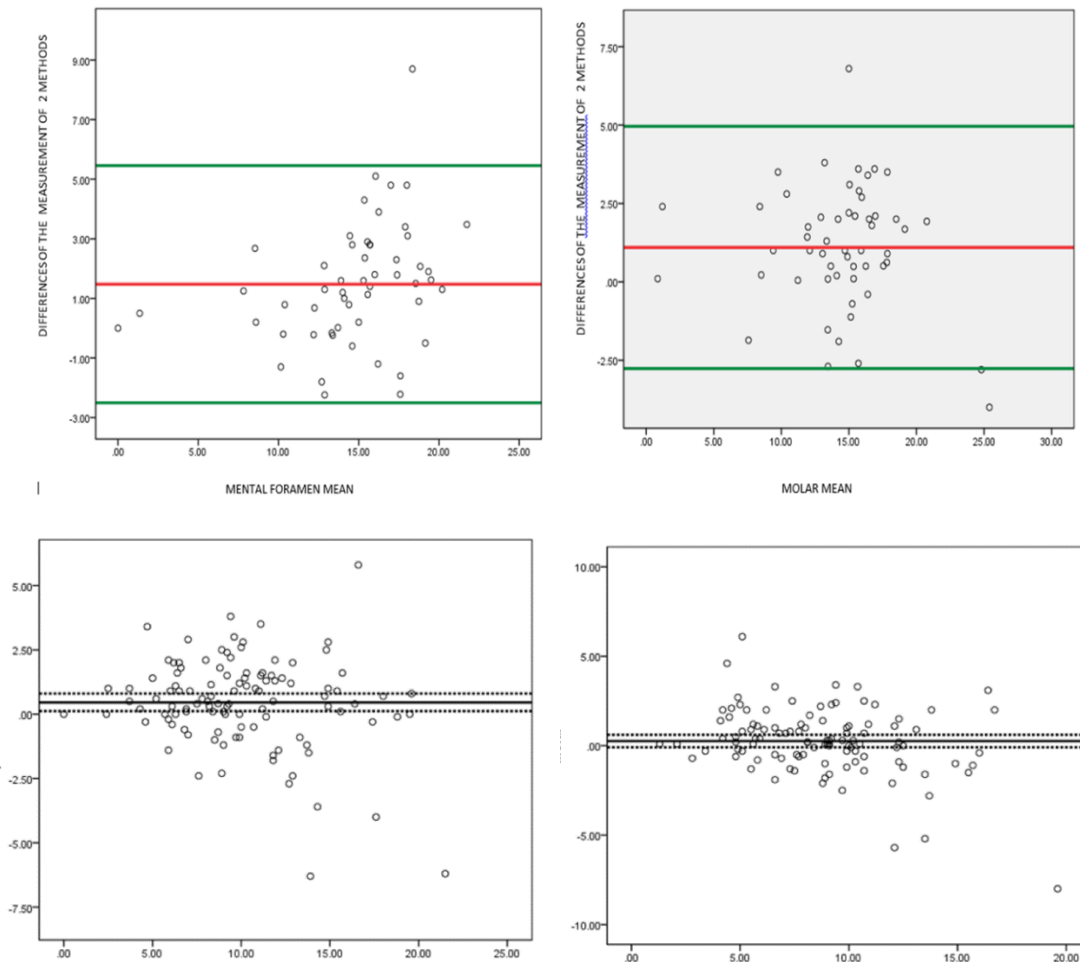 DIFFERENCES OF THE MEASUREMENT OF 2 METHODS
9.00
7.00
5.00
3.00
1.00
-1.00
-3.00
.00 5.00 10.00 15.00 20.00 25.00
MENTAL FORAMEN MEAN
DIFFERENCES OF THE MEASUREMENT OF 2 METHODS
7.50
5.00
2.50
.00
-2.50
.00 5.00 10.00 15.00 20.00 25.00 30.00
MOLAR MEAN
5.00
2.50
.00
-2.50
-5.00
-7.50
.00 5.00 10.00 15.00 20.00 25.00
10.00
5.00
.00
-5.00
-10.00
.00 5.00 10.00 15.00 20.00